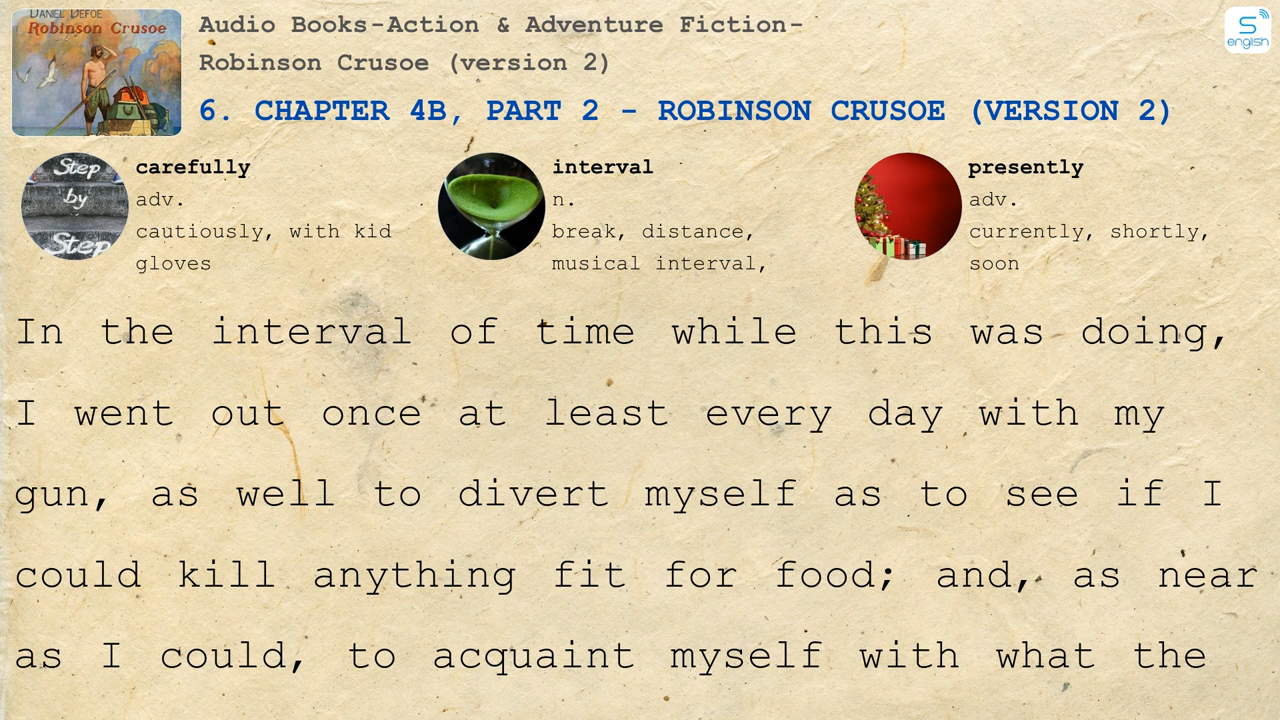 DANIEL DEFOE
Robinson Crusoe
Audio Books-Action & Adventure Fiction-
Robinson Crusoe (version 2)
S
english
6. CHAPTER 4B, PART 2 - ROBINSON CRUSOE (VERSION 2)
Step
by
Step
carefully
adv.
cautiously, with kid
gloves
interval
n.
break, distance,
musical interval,
presently
adv.
currently, shortly,
soon
In the interval of time while this was doing,
I went out once at least every day with my
gun, as well to divert myself as to see if I
could kill anything fit for food; and, as near
as I could, to acquaint myself with what the